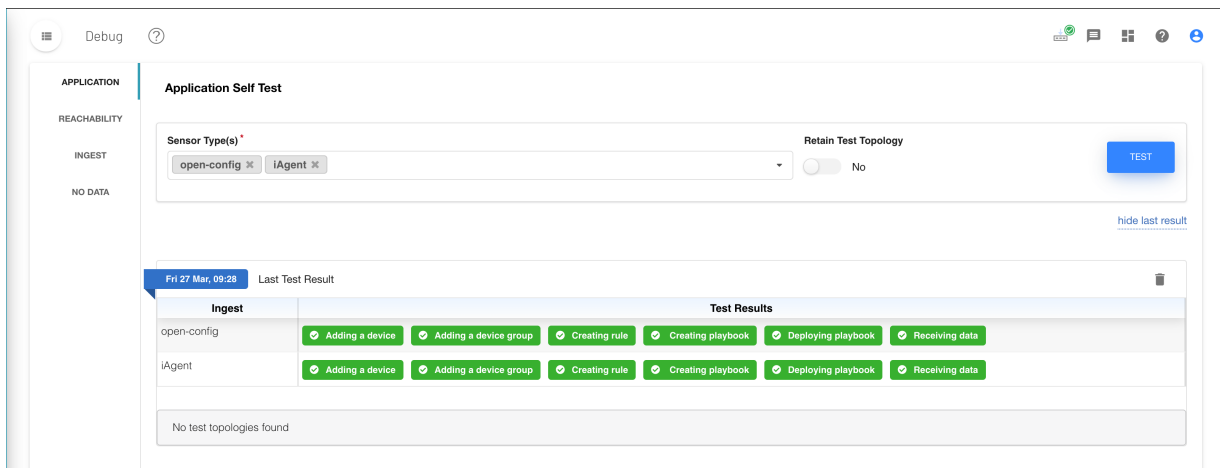 Debug
APPLICATION
REACHABILITY
INGEST
NO DATA
Application Self Test
Sensor Type(s)*
open-config iAgent
Retain Test Topology
No
TEST
hide last result
Fri 27 Mar, 09:28 Last Test Result
Ingest Test Results
open-config Adding a device Adding a device group Creating rule Creating playbook Deploying playbook Receiving data
iAgent Adding a device Adding a device group Creating rule Creating playbook Deploying playbook Receiving data
No test topologies found